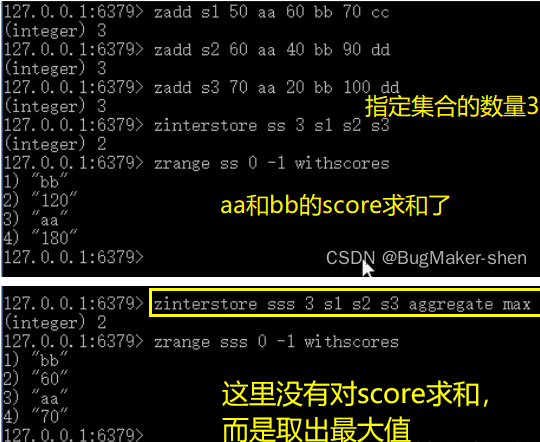 127.0.0.1:6379> zadd s1 50 aa 60 bb 70 cc
(integer) 3
127.0.0.1:6379> zadd s2 60 aa 40 bb 90 dd
(integer) 3
127.0.0.1:6379> zadd s3 70 aa 20 bb 100 dd
(integer) 3
指定集合的数量3
127.0.0.1:6379> zinterstore ss 3 s1 s2 s3
(integer) 2
127.0.0.1:6379> zrange ss 0 -1 withscores
1) "bb"
2) "120"
aa和bb的score求和了
3) "aa"
4) "180"
127.0.0.1:6379>
CSDN @BugMaker-shen
127.0.0.1:6379> zinterstore sss 3 s1 s2 s3 aggregate max
(integer) 2
127.0.0.1:6379> zrange sss 0 -1 withscores
1) "bb"
2) "60"
3) "aa"
4) "70"
这里没有对score求和，
而是取出最大值
127.0.0.1:6379>